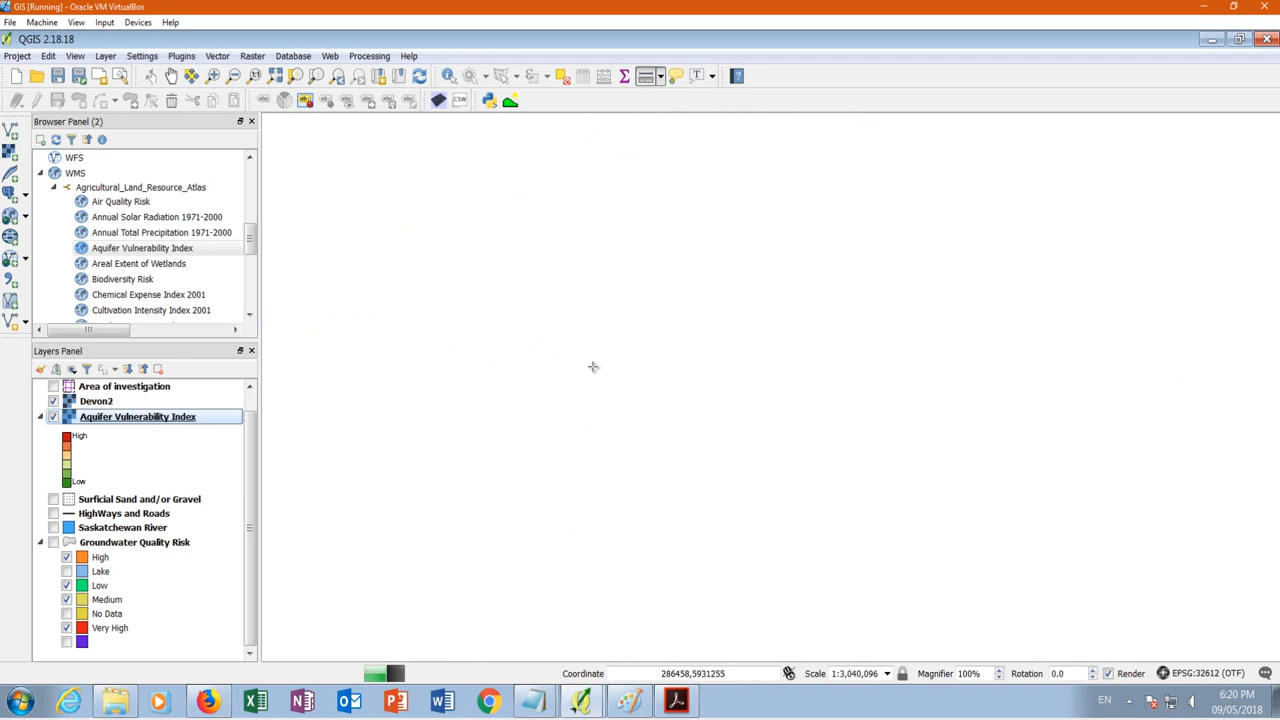 GIS [Running] - Oracle VM VirtualBox
File Machine View Input Devices Help
QGIS 2.18.18
Project Edit View Layer Settings Plugins Vector Raster Database Web Processing Help
CSW
Browser Panel (2)
WFS
WMS
Agricultural_Land_Resource_Atlas
Air Quality Risk
Annual Solar Radiation 1971-2000
Annual Total Precipitation 1971-2000
Aquifer Vulnerability Index
Areal Extent of Wetlands
Biodiversity Risk
Chemical Expense Index 2001
Cultivation Intensity Index 2001
Layers Panel
Area of investigation
Devon2
Aquifer Vulnerability Index
High
Low
Surficial Sand and/or Gravel
HighWays and Roads
Saskatchewan River
Groundwater Quality Risk
High
Lake
Low
Medium
No Data
Very High
Coordinate 286458,5931255 Scale 1:3,040,096 Magnifier 100% Rotation 0.0 Render EPSG:32612 (OTF)
EN 6:20 PM
09/05/2018